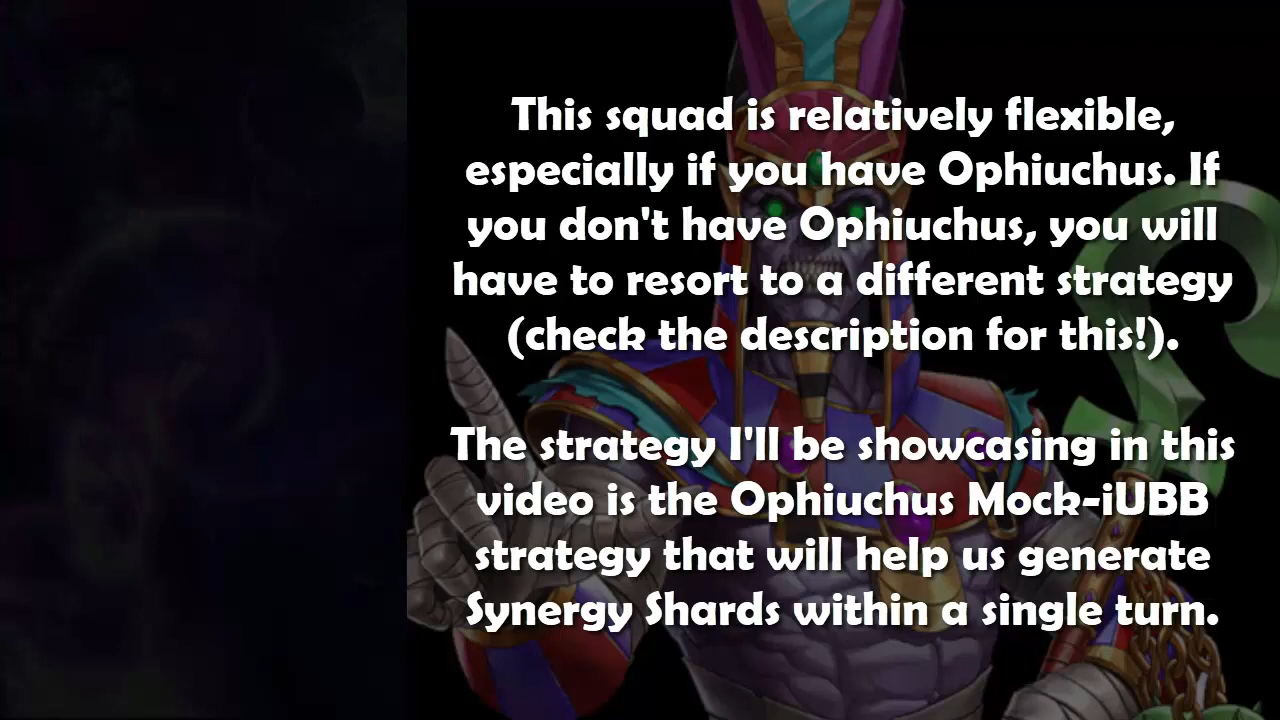 This squad is relatively flexible,
especially if you have Ophiuchus. If
you don't have Ophiuchus, you will
have to resort to a different strategy
(check the description for this!).
The strategy I'll be showcasing in this
video is the Ophiuchus Mock-iUBB
strategy that will help us generate
Synergy Shards within a single turn.